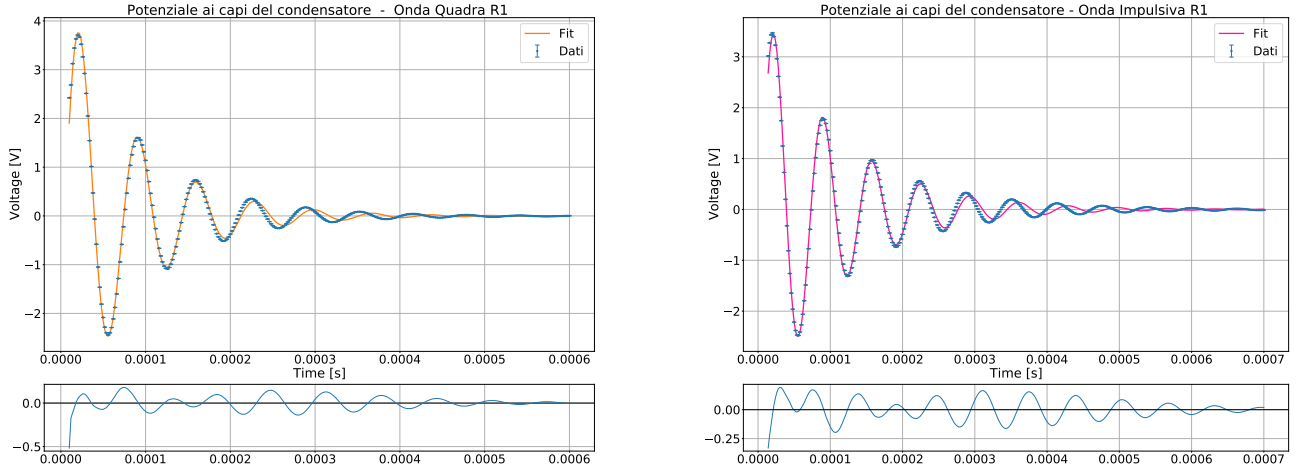 Potenziale ai capi del condensatore - Onda Quadra R1
4
3
2
1
0
−1
−2
Voltage [V]
Fit
Dati
0.0000 0.0001 0.0002 0.0003 0.0004 0.0005 0.0006
Time [s]
0.0
−0.5
0.0000 0.0001 0.0002 0.0003 0.0004 0.0005 0.0006
Potenziale ai capi del condensatore - Onda Impulsiva R1
3
2
1
0
−1
−2
Voltage [V]
Fit
Dati
0.0000 0.0001 0.0002 0.0003 0.0004 0.0005 0.0006 0.0007
Time [s]
0.00
−0.25
0.0000 0.0001 0.0002 0.0003 0.0004 0.0005 0.0006 0.0007